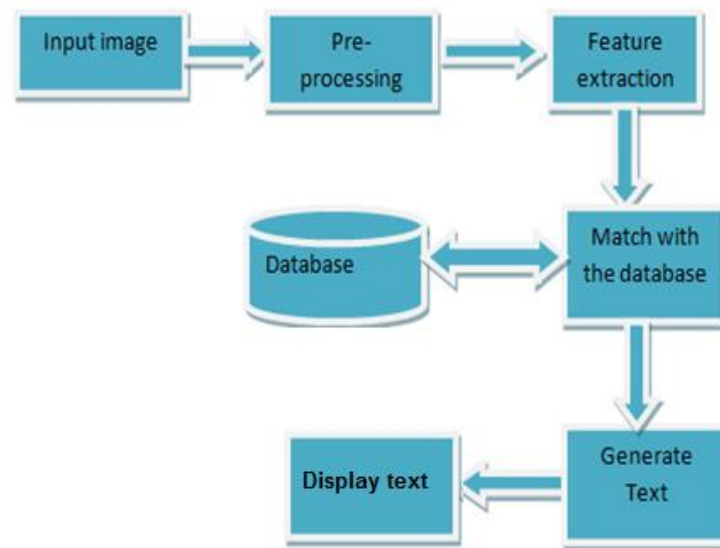 Input image
Pre-
processing
Feature
extraction
Database
Match with
the database
Display text
Generate
Text